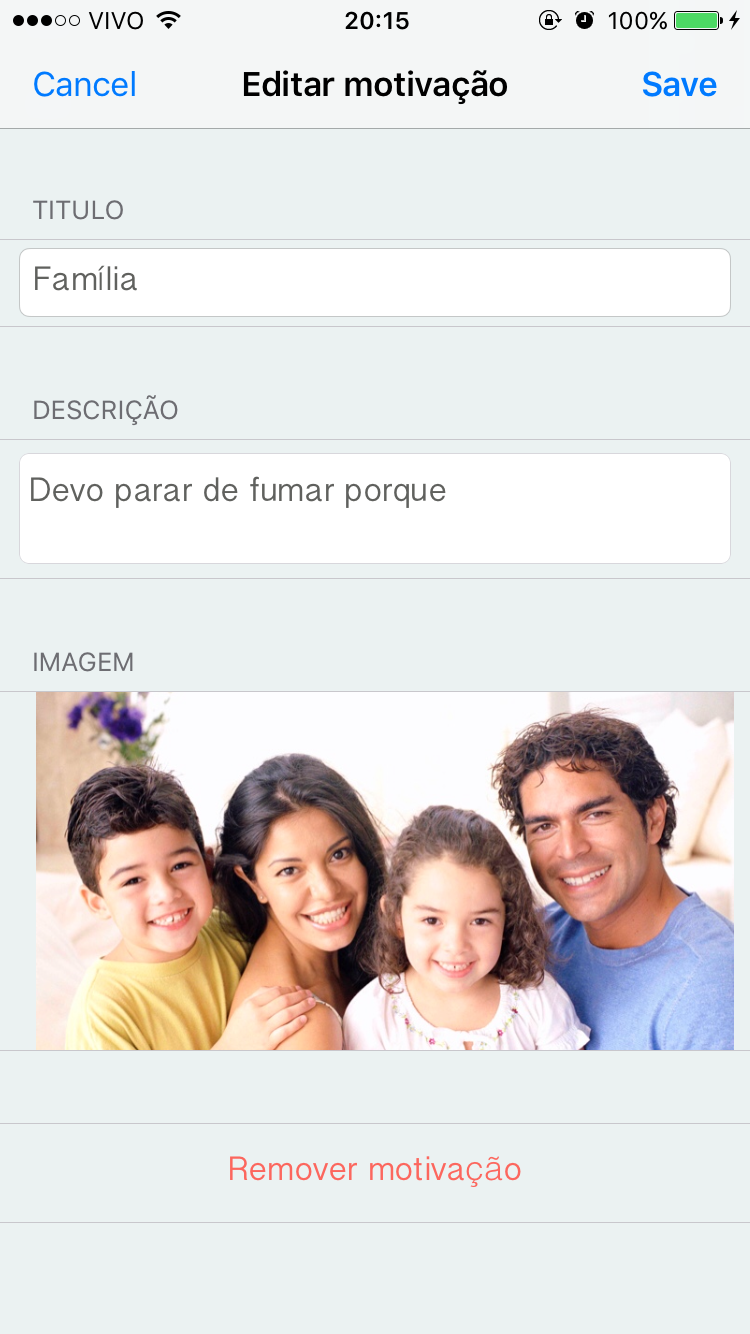 VIVO 20:15 100%
Cancel Editar motivação Save
TITULO
Família
DESCRIÇÃO
Devo parar de fumar porque
IMAGEM
Remover motivação